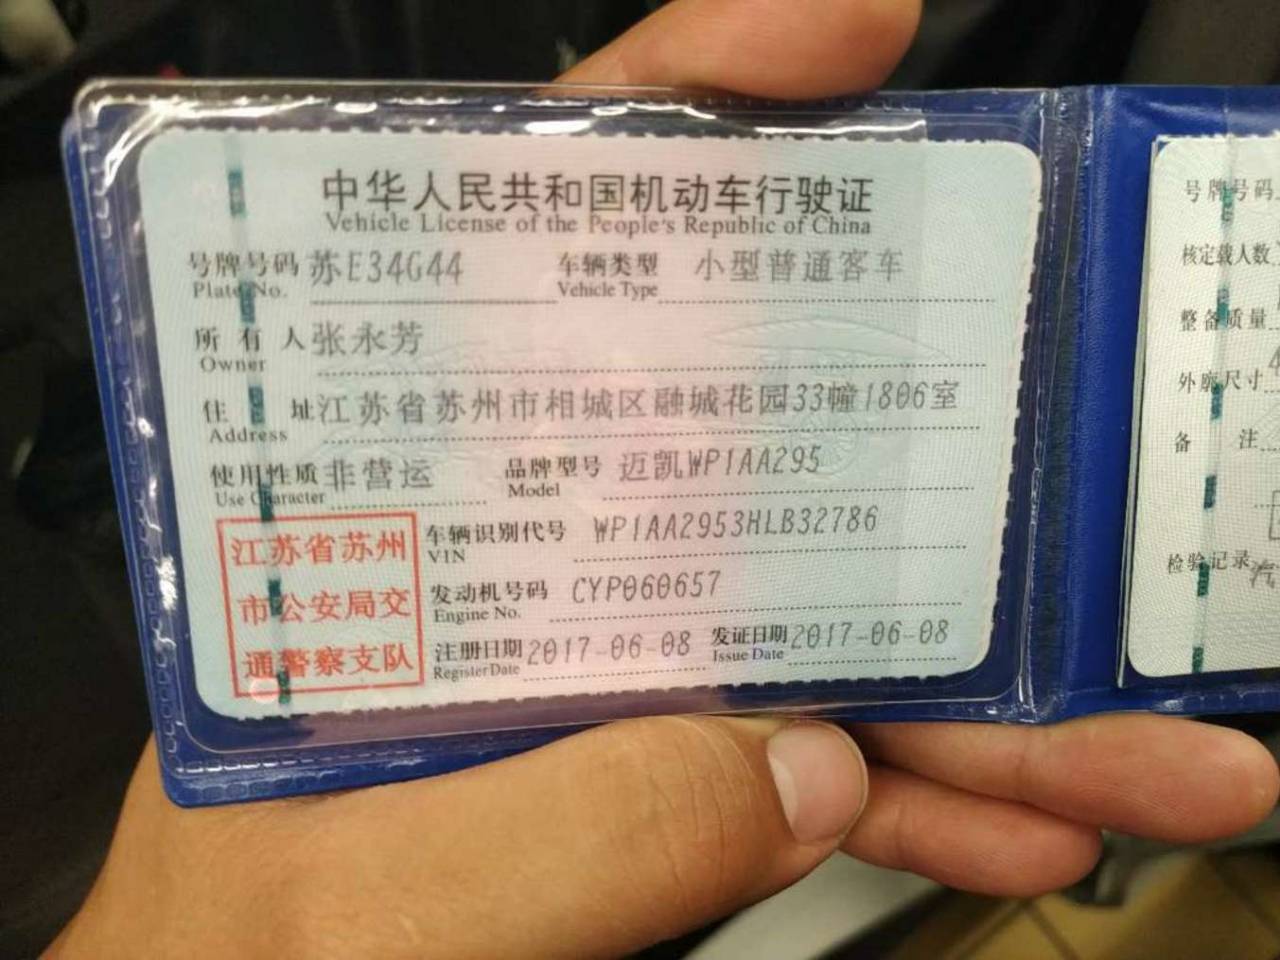 中华人民共和国机动车行驶证
Vehicle License of the People's Republic of China
号牌号码 苏E34G44 车辆类型 小型普通客车
Plate No. Vehicle Type
所有人 张永芳
Owner
住址 江苏省苏州市相城区融城花园33幢1806室
Address
使用性质 非营运 品牌型号 迈凯WP1AA295
Use Character Model
江苏省苏州
市公安局交
通警察支队
车辆识别代号 WP1AA2953HLB32786
VIN
发动机号码 CYP060657
Engine No.
注册日期 2017-06-08 发证日期 2017-06-08
Register Date Issue Date
号牌号码
核定载人数
整备质量
外廓尺寸 4
备注
检验记录